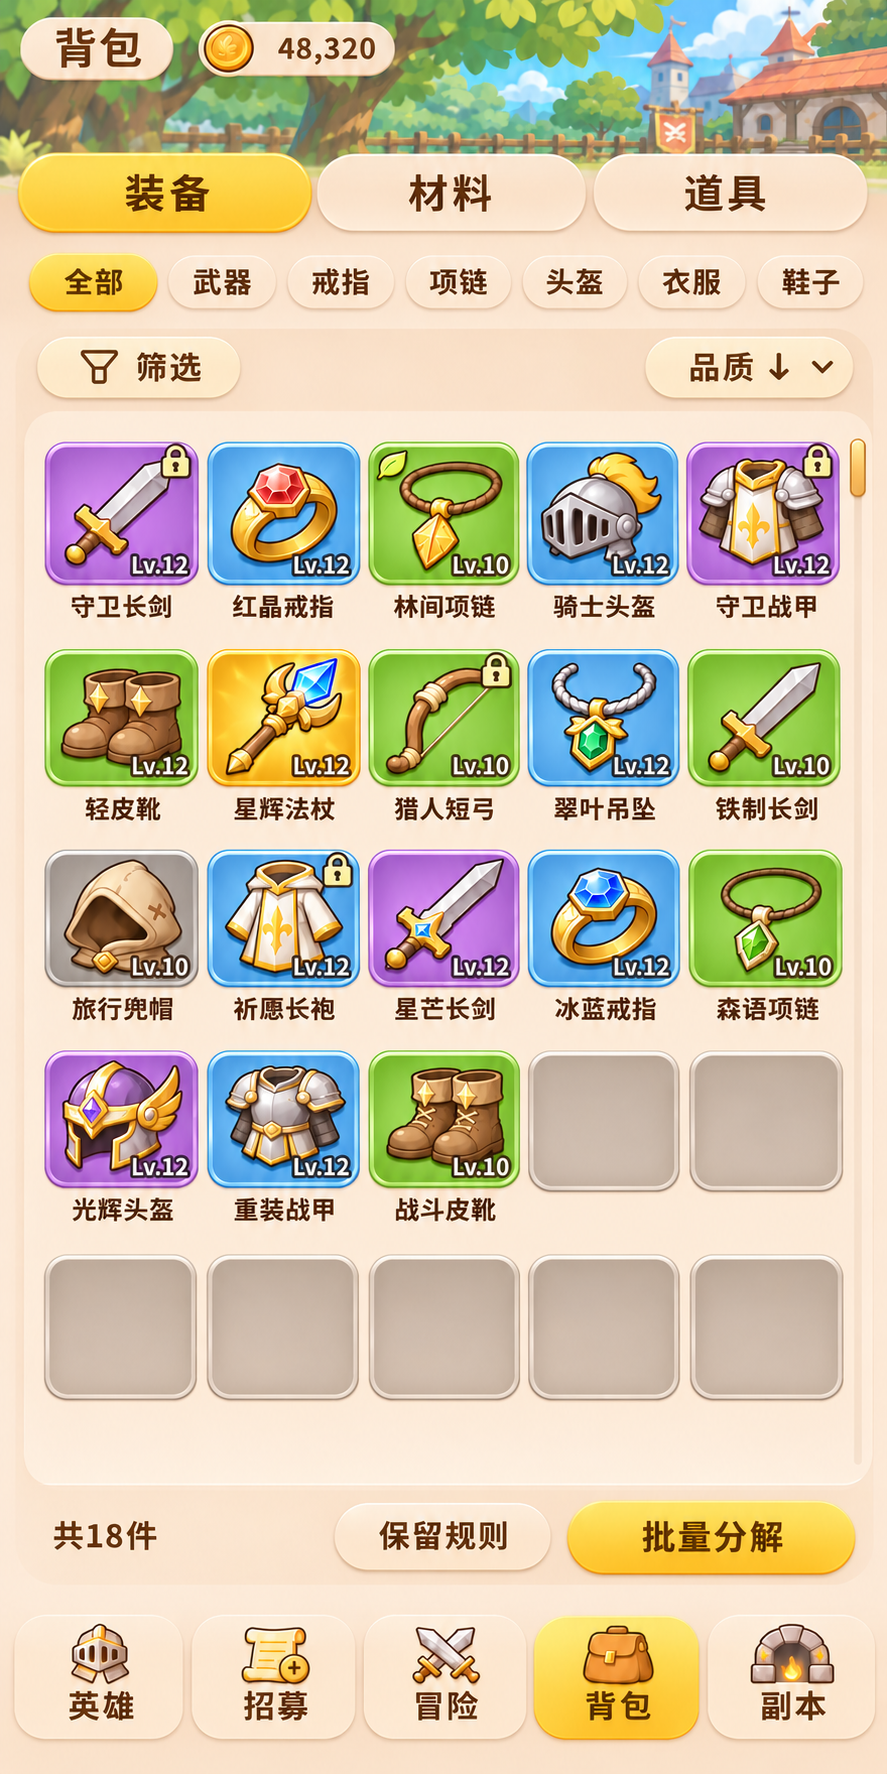 背包
48,320
装备 材料 道具
全部 武器 戒指 项链 头盔 衣服 鞋子
筛选 品质 ↓
Lv.12 Lv.12 Lv.10 Lv.12 Lv.12
守卫长剑 红晶戒指 林间项链 骑士头盔 守卫战甲
Lv.12 Lv.12 Lv.10 Lv.12 Lv.10
轻皮靴 星辉法杖 猎人短弓 翠叶吊坠 铁制长剑
Lv.10 Lv.12 Lv.12 Lv.12 Lv.10
旅行兜帽 祈愿长袍 星芒长剑 冰蓝戒指 森语项链
Lv.12 Lv.12 Lv.10
光辉头盔 重装战甲 战斗皮靴
共18件 保留规则 批量分解
英雄 招募 冒险 背包 副本